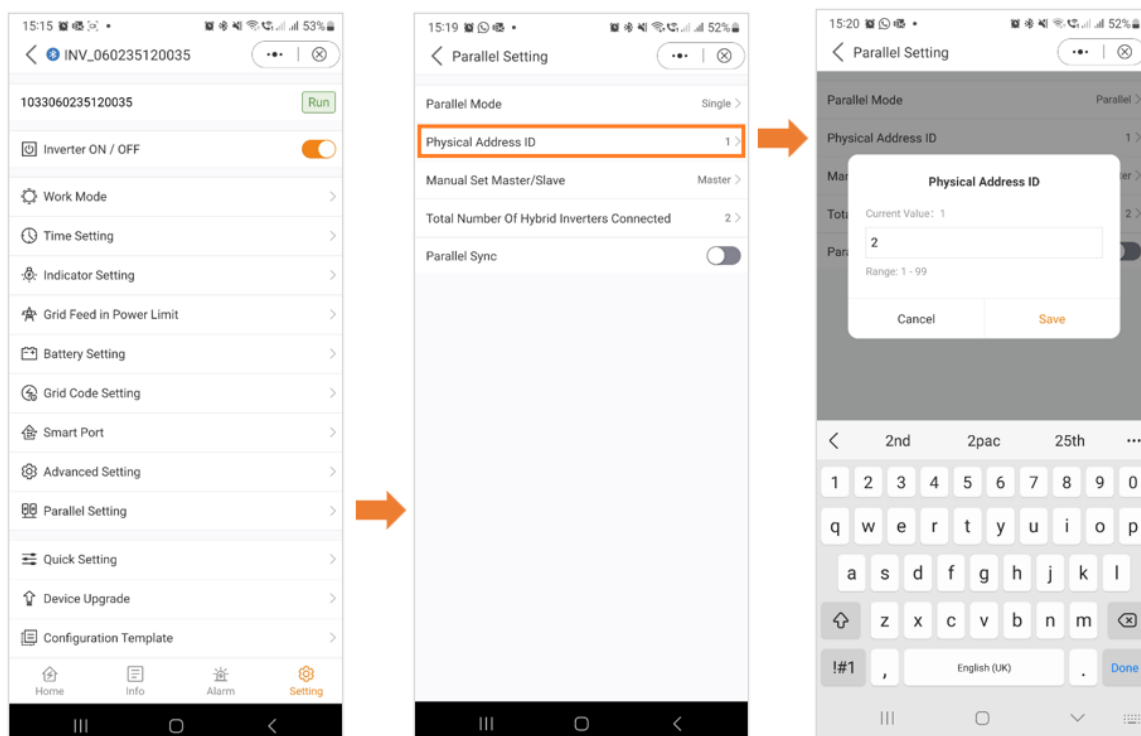 15:15 53%
INV_060235120035
1033060235120035 Run
Inverter ON / OFF
Work Mode
Time Setting
Indicator Setting
Grid Feed in Power Limit
Battery Setting
Grid Code Setting
Smart Port
Advanced Setting
Parallel Setting
Quick Setting
Device Upgrade
Configuration Template
Home Info Alarm Setting
15:19 52%
Parallel Setting
Parallel Mode Single
Physical Address ID 1
Manual Set Master/Slave Master
Total Number Of Hybrid Inverters Connected 2
Parallel Sync
15:20 52%
Parallel Setting
Parallel Mode Parallel
Physical Address ID 1
Physical Address ID
Current Value: 1
2
Range: 1 - 99
Cancel Save
2nd 2pac 25th
1 2 3 4 5 6 7 8 9 0
q w e r t y u i o p
a s d f g h j k l
z x c v b n m
!#1 , English (UK) . Done